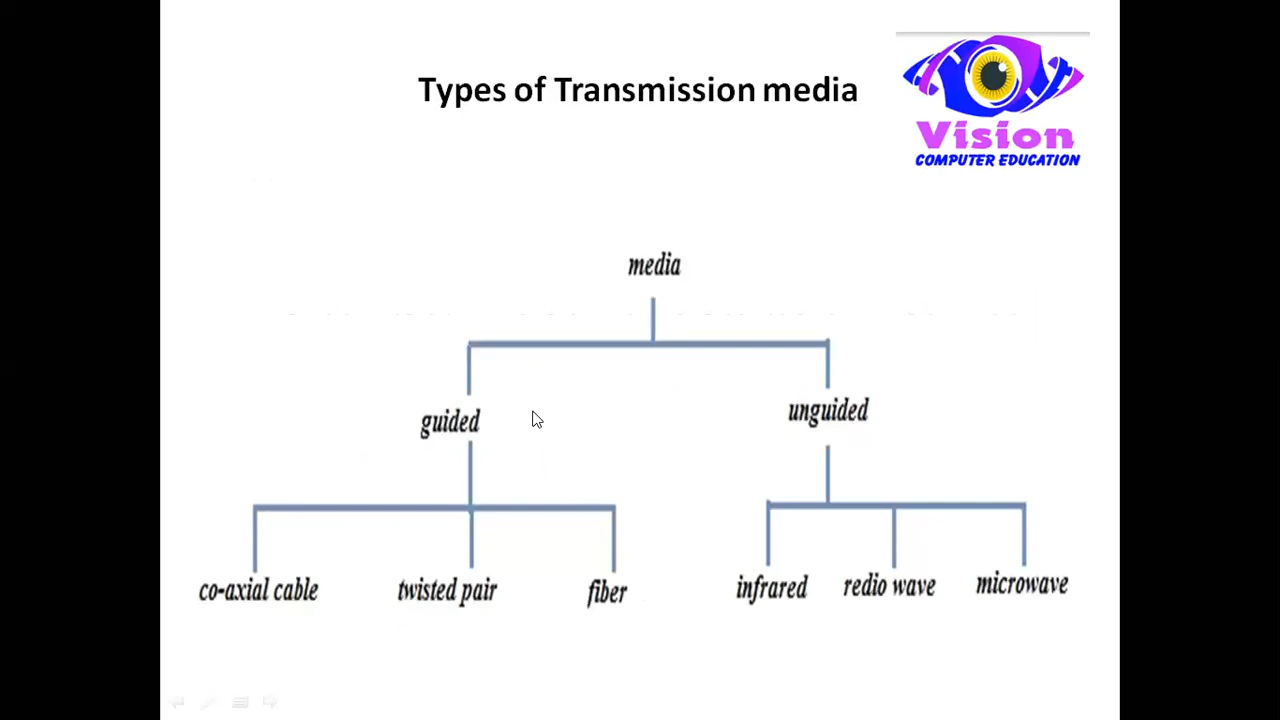 Types of Transmission media
Vision
COMPUTER EDUCATION
media
guided
unguided
co-axial cable
twisted pair
fiber
infrared
redio wave
microwave